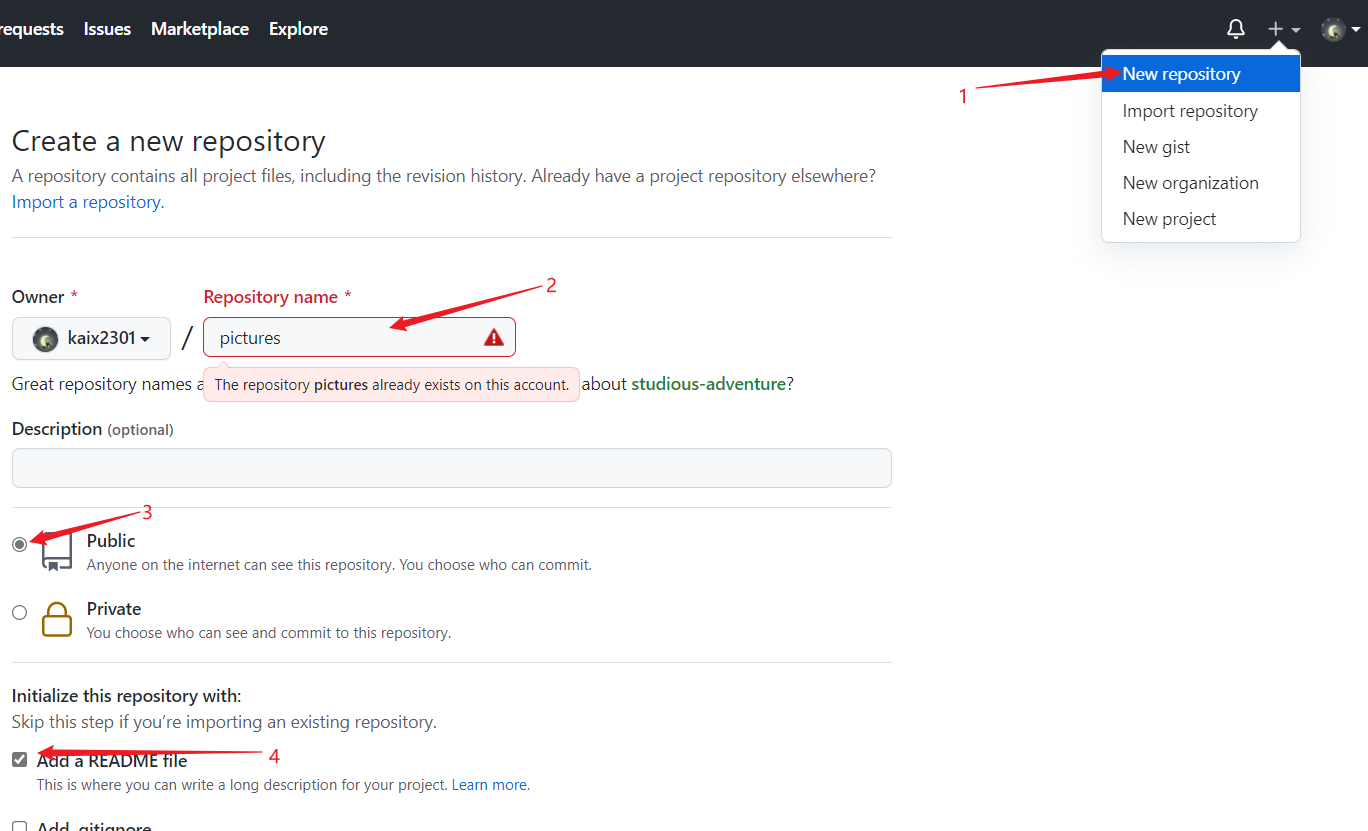 requests Issues Marketplace Explore
1
New repository
Import repository
New gist
New organization
New project
Create a new repository
A repository contains all project files, including the revision history. Already have a project repository elsewhere?
Import a repository.
2
Owner * Repository name *
kaix2301 / pictures
The repository pictures already exists on this account.
Great repository names a about studious-adventure?
Description (optional)
3
Public
Anyone on the internet can see this repository. You choose who can commit.
Private
You choose who can see and commit to this repository.
Initialize this repository with:
Skip this step if you’re importing an existing repository.
4
Add a README file
This is where you can write a long description for your project. Learn more.
Add .gitignore